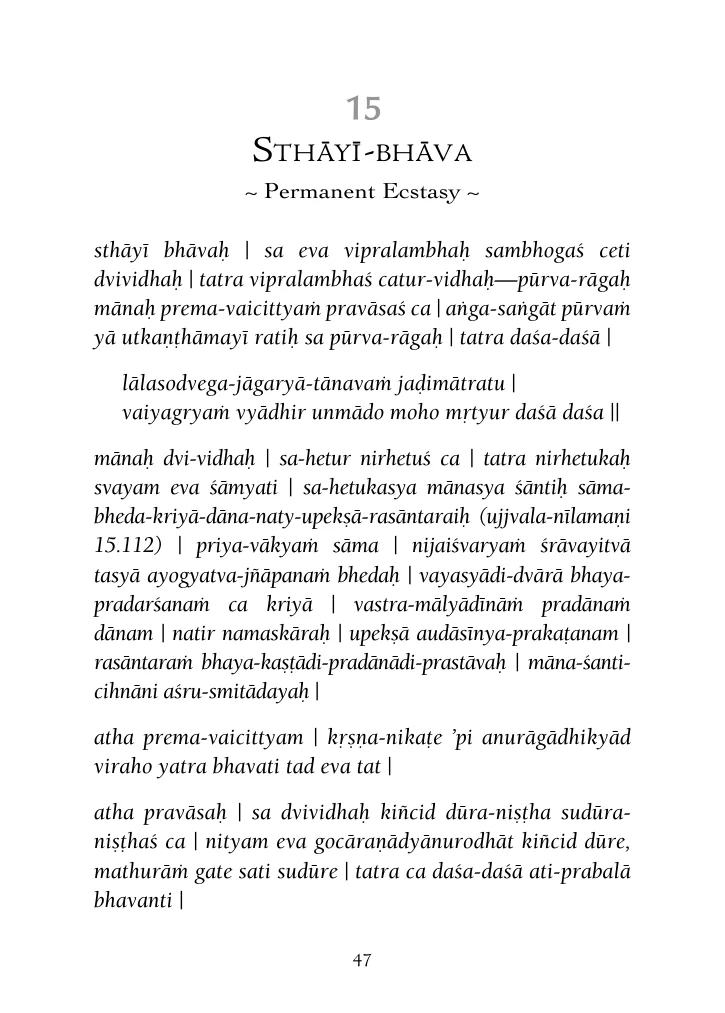 15
Sthāyī-bhāva
~ Permanent Ecstasy ~
sthāyī bhāvaḥ | sa eva vipralambhaḥ sambhogaś ceti
dvividhaḥ | tatra vipralambhaś catur-vidhaḥ—pūrva-rāgaḥ
mānaḥ prema-vaicittyaṁ pravāsaś ca | aṅga-saṅgāt pūrvaṁ
yā utkaṇṭhāmayī ratiḥ sa pūrva-rāgaḥ | tatra daśa-daśā |
lālasodvega-jāgaryā-tānavaṁ jaḍimātratu |
vaiyagryaṁ vyādhir unmādo moho mṛtyur daśā daśa ||
mānaḥ dvi-vidhaḥ | sa-hetur nirhetuś ca | tatra nirhetukaḥ
svayam eva śāmyati | sa-hetukasya mānasya śāntiḥ sāma-
bheda-kriyā-dāna-naty-upekṣā-rasāntaraiḥ (ujjvala-nīlamaṇi
15.112) | priya-vākyaṁ sāma | nijaiśvaryaṁ śrāvayitvā
tasyā ayogyatva-jñāpanaṁ bhedaḥ | vayasyādi-dvārā bhaya-
pradarśanaṁ ca kriyā | vastra-mālyādīnāṁ pradānaṁ
dānam | natir namaskāraḥ | upekṣā audāsīnya-prakaṭanam |
rasāntaraṁ bhaya-kaṣṭādi-pradānādi-prastāvaḥ | māna-śanti-
cihnāni aśru-smitādayaḥ |
atha prema-vaicittyam | kṛṣṇa-nikaṭe ’pi anurāgādhikyād
viraho yatra bhavati tad eva tat |
atha pravāsaḥ | sa dvividhaḥ kiñcid dūra-niṣṭha sudūra-
niṣṭhaś ca | nityam eva gocāraṇādyānurodhāt kiñcid dūre,
mathurāṁ gate sati sudūre | tatra ca daśa-daśā ati-prabalā
bhavanti |
47